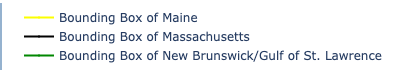 Bounding Box of Maine
Bounding Box of Massachusetts
Bounding Box of New Brunswick/Gulf of St. Lawrence